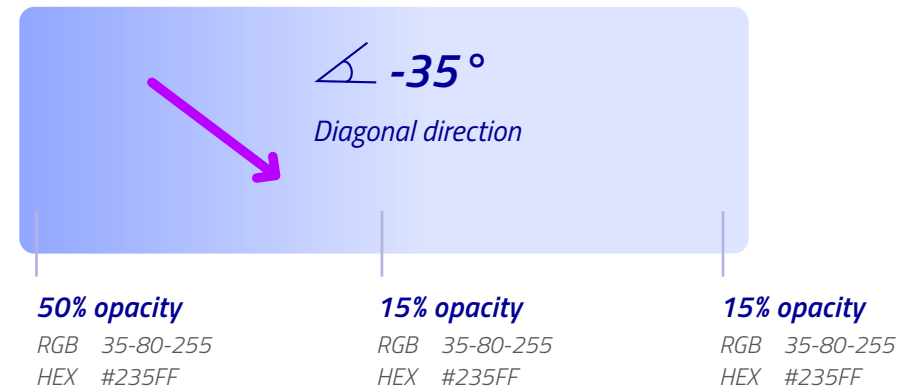 -35°
Diagonal direction
50% opacity
RGB 35-80-255
HEX #235FF
15% opacity
RGB 35-80-255
HEX #235FF
15% opacity
RGB 35-80-255
HEX #235FF